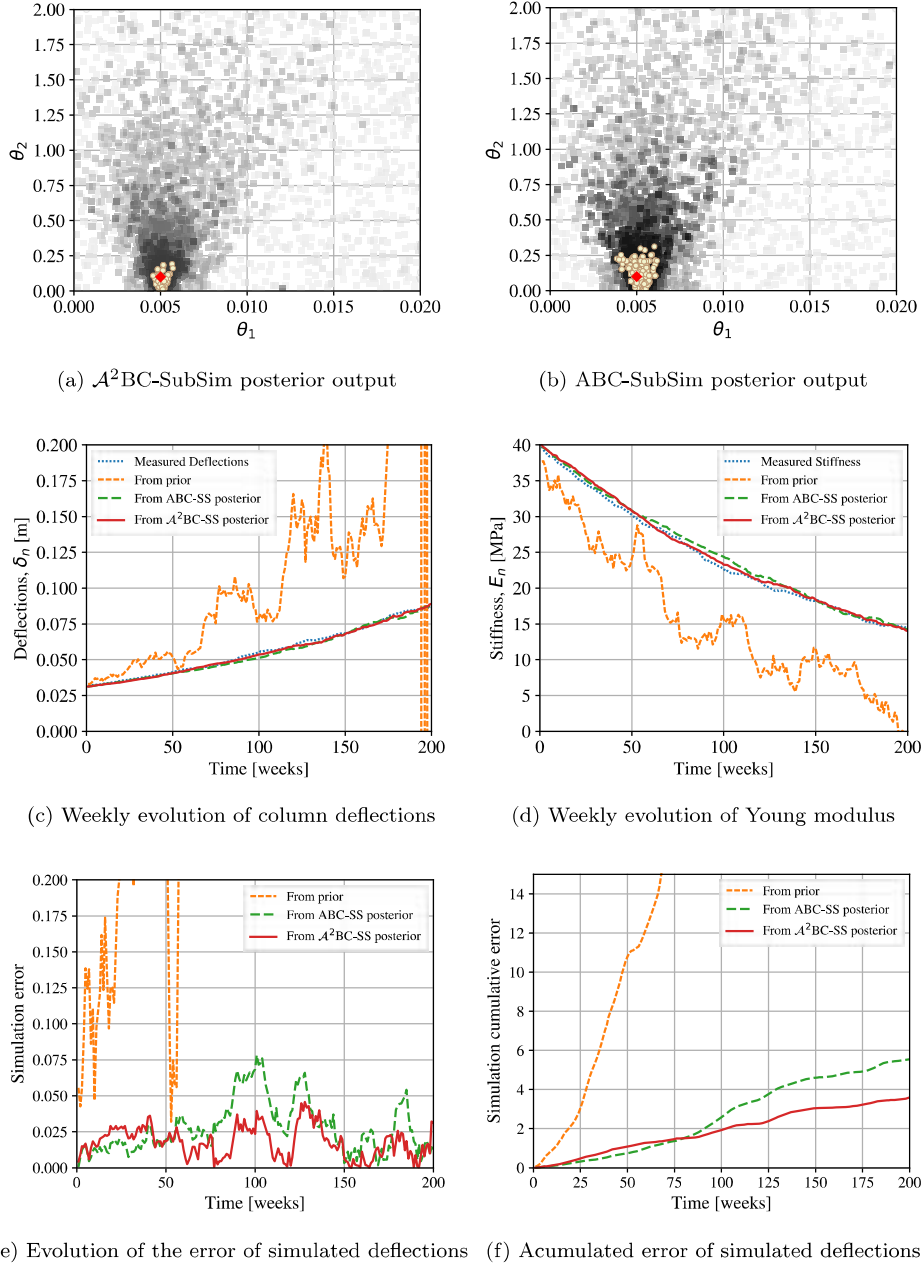 2.00
1.75
1.50
1.25
1.00
0.75
0.50
0.25
0.00
θ₂
0.000 0.005 0.010 0.015 0.020
θ₁
2.00
1.75
1.50
1.25
1.00
0.75
0.50
0.25
0.00
θ₂
0.000 0.005 0.010 0.015 0.020
θ₁
(a) 𝒜²BC-SubSim posterior output
(b) ABC-SubSim posterior output
0.200
0.175
0.150
0.125
0.100
0.075
0.050
0.025
0.000
Deflections, δₙ [m]
Measured Deflections
From prior
From ABC-SS posterior
From 𝒜²BC-SS posterior
0 50 100 150 200
Time [weeks]
40
35
30
25
20
15
10
5
0
Stiffness, Eₙ [MPa]
Measured Stiffness
From prior
From ABC-SS posterior
From 𝒜²BC-SS posterior
0 50 100 150 200
Time [weeks]
(c) Weekly evolution of column deflections
(d) Weekly evolution of Young modulus
0.200
0.175
0.150
0.125
0.100
0.075
0.050
0.025
0.000
Simulation error
From prior
From ABC-SS posterior
From 𝒜²BC-SS posterior
0 50 100 150 200
Time [weeks]
14
12
10
8
6
4
2
0
Simulation cumulative error
From prior
From ABC-SS posterior
From 𝒜²BC-SS posterior
0 25 50 75 100 125 150 175 200
Time [weeks]
e) Evolution of the error of simulated deflections
(f) Acumulated error of simulated deflections